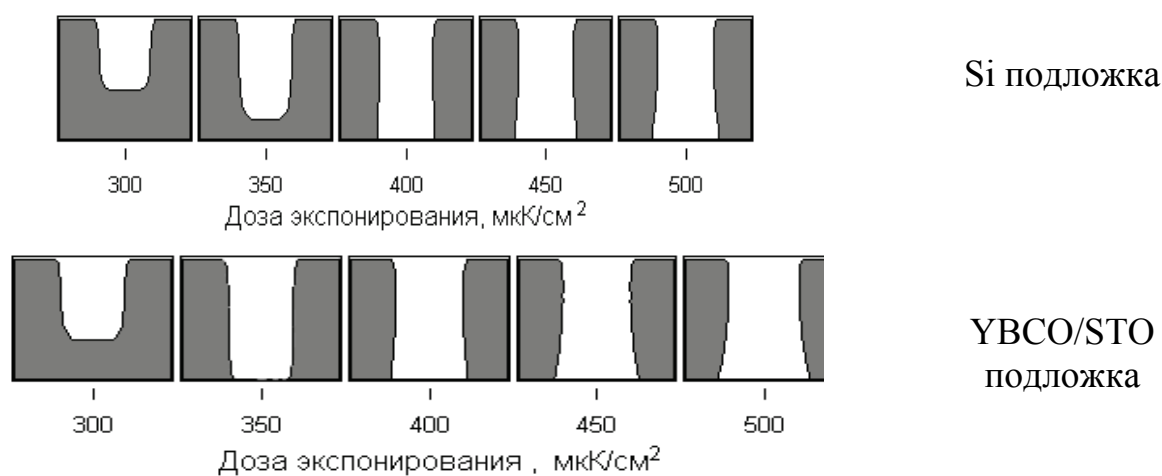 Si подложка
300 350 400 450 500
Доза экспонирования, мкК/см²
YBCO/STO
подложка
300 350 400 450 500
Доза экспонирования , мкК/см²